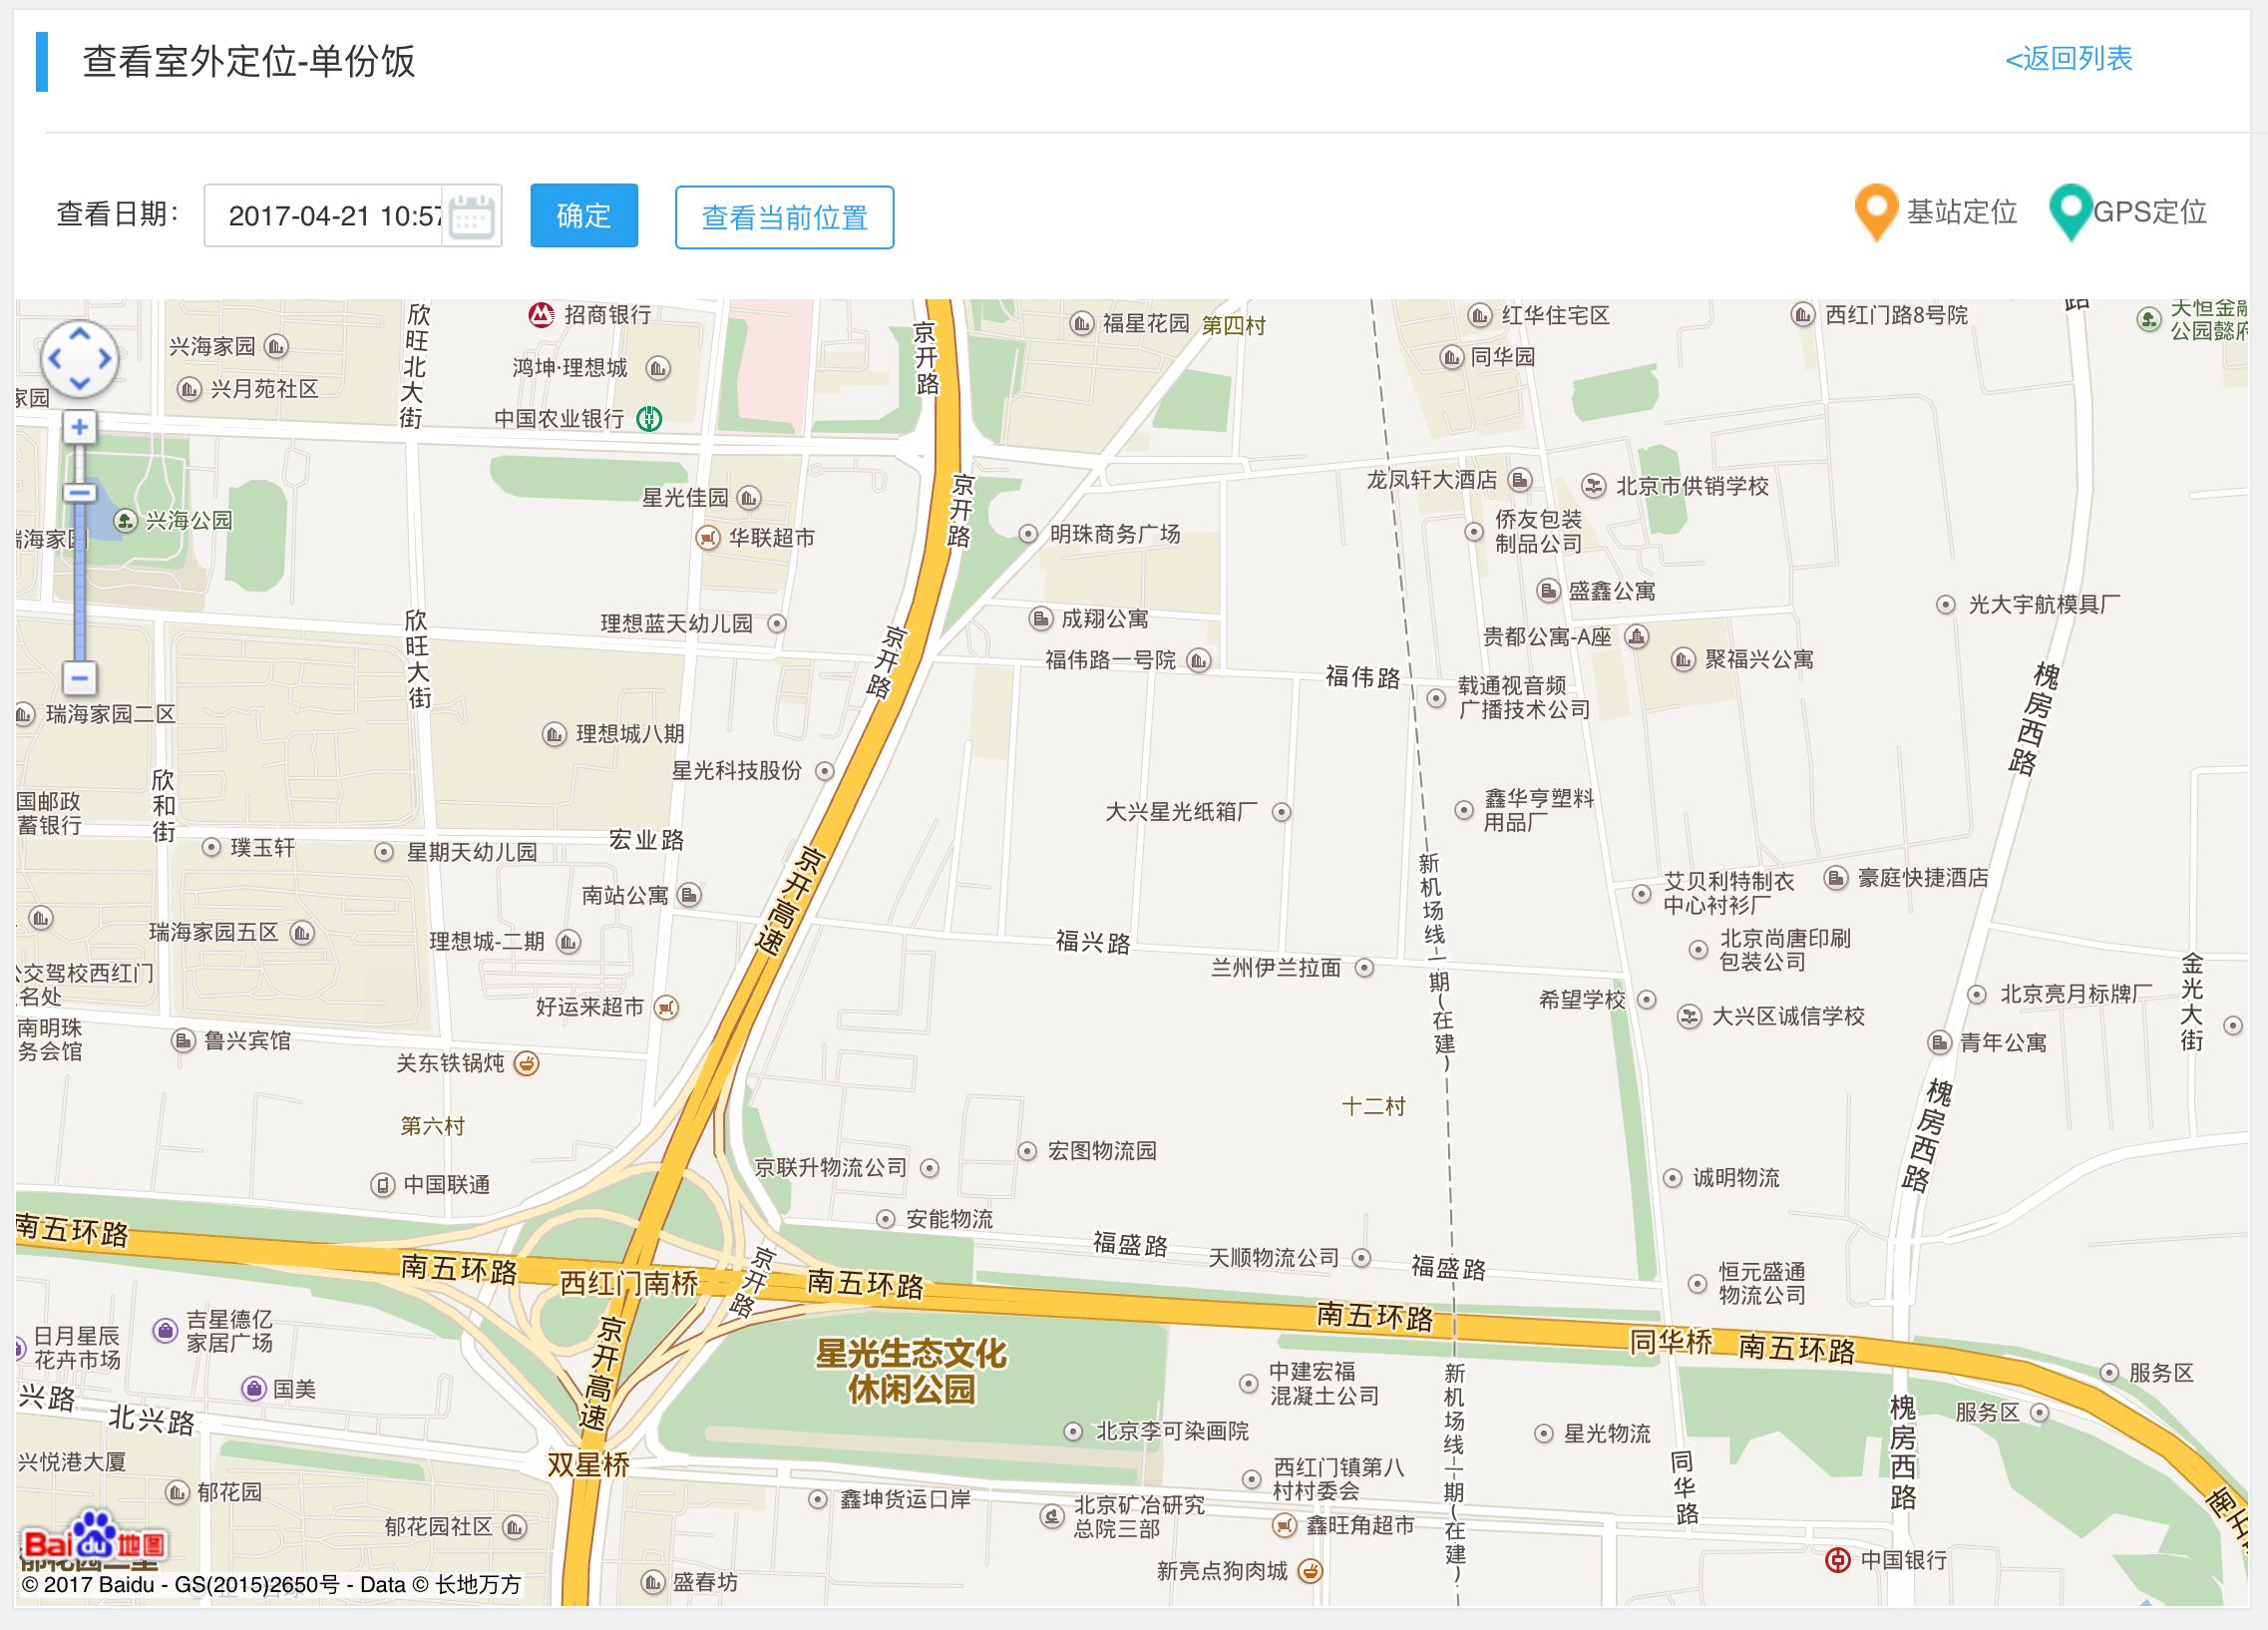 查看室外定位-单份饭
<返回列表
查看日期：
2017-04-21 10:57
确定
查看当前位置
基站定位
GPS定位
欣旺北大街
招商银行
京开路
福星花园
第四村
红华住宅区
西红门路8号院
路
公园懿府
兴海家园
鸿坤·理想城
同华园
兴月苑社区
家园
中国农业银行
龙凤轩大酒店
北京市供销学校
星光佳园
京开路
兴海公园
华联超市
明珠商务广场
侨友包装
制品公司
盛鑫公寓
光大宇航模具厂
理想蓝天幼儿园
成翔公寓
贵都公寓-A座
欣旺大街
京开路
福伟路一号院
福伟路
聚福兴公寓
载通视音频
广播技术公司
槐房西路
瑞海家园二区
理想城八期
星光科技股份
欣和街
国邮政
蓄银行
大兴星光纸箱厂
鑫华亨塑料
用品厂
宏业路
璞玉轩
星期天幼儿园
京开高速
新机场线一期(在建)
南站公寓
艾贝利特制衣
中心衬衫厂
豪庭快捷酒店
瑞海家园五区
理想城-二期
福兴路
北京尚唐印刷
包装公司
兰州伊兰拉面
公交驾校西红门
名处
金光大街
好运来超市
希望学校
北京亮月标牌厂
大兴区诚信学校
南明珠
务会馆
鲁兴宾馆
青年公寓
关东铁锅炖
十二村
槐房西路
第六村
宏图物流园
京联升物流公司
诚明物流
中国联通
安能物流
南五环路
福盛路
天顺物流公司
福盛路
南五环路
西红门南桥
京开路
南五环路
恒元盛通
物流公司
南五环路
同华桥
南五环路
吉星德亿
家居广场
日月星辰
花卉市场
京开高速
星光生态文化
休闲公园
中建宏福
混凝土公司
新机场线一期(在建)
服务区
国美
兴路
北兴路
服务区
槐房西路
北京李可染画院
星光物流
兴悦港大厦
双星桥
西红门镇第八
村村委会
同华路
郁花园
鑫坤货运口岸
北京矿冶研究
总院三部
鑫旺角超市
郁花园社区
Baidu地图
中国银行
新亮点狗肉城
盛春坊
© 2017 Baidu - GS(2015)2650号 - Data © 长地万方